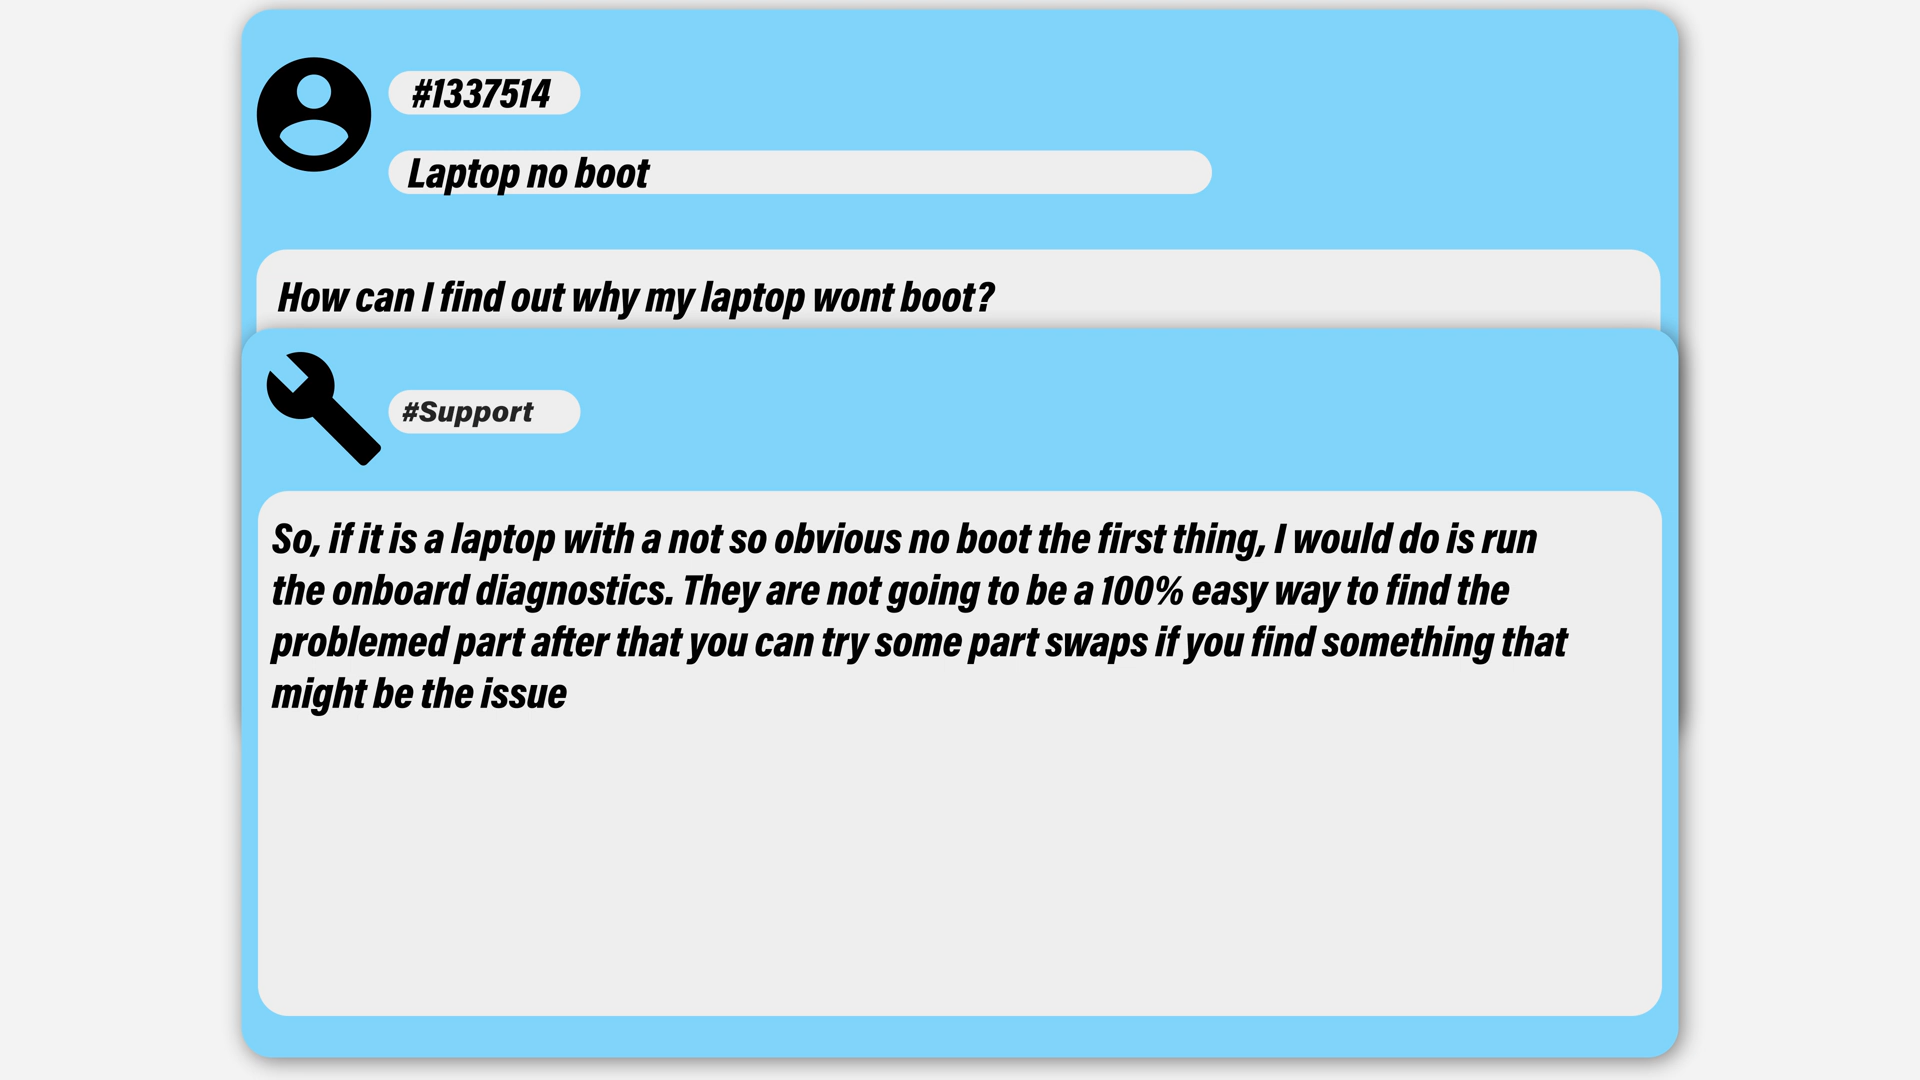 #1337514
Laptop no boot
How can I find out why my laptop wont boot?
#Support
So, if it is a laptop with a not so obvious no boot the first thing, I would do is run
the onboard diagnostics. They are not going to be a 100% easy way to find the
problemed part after that you can try some part swaps if you find something that
might be the issue